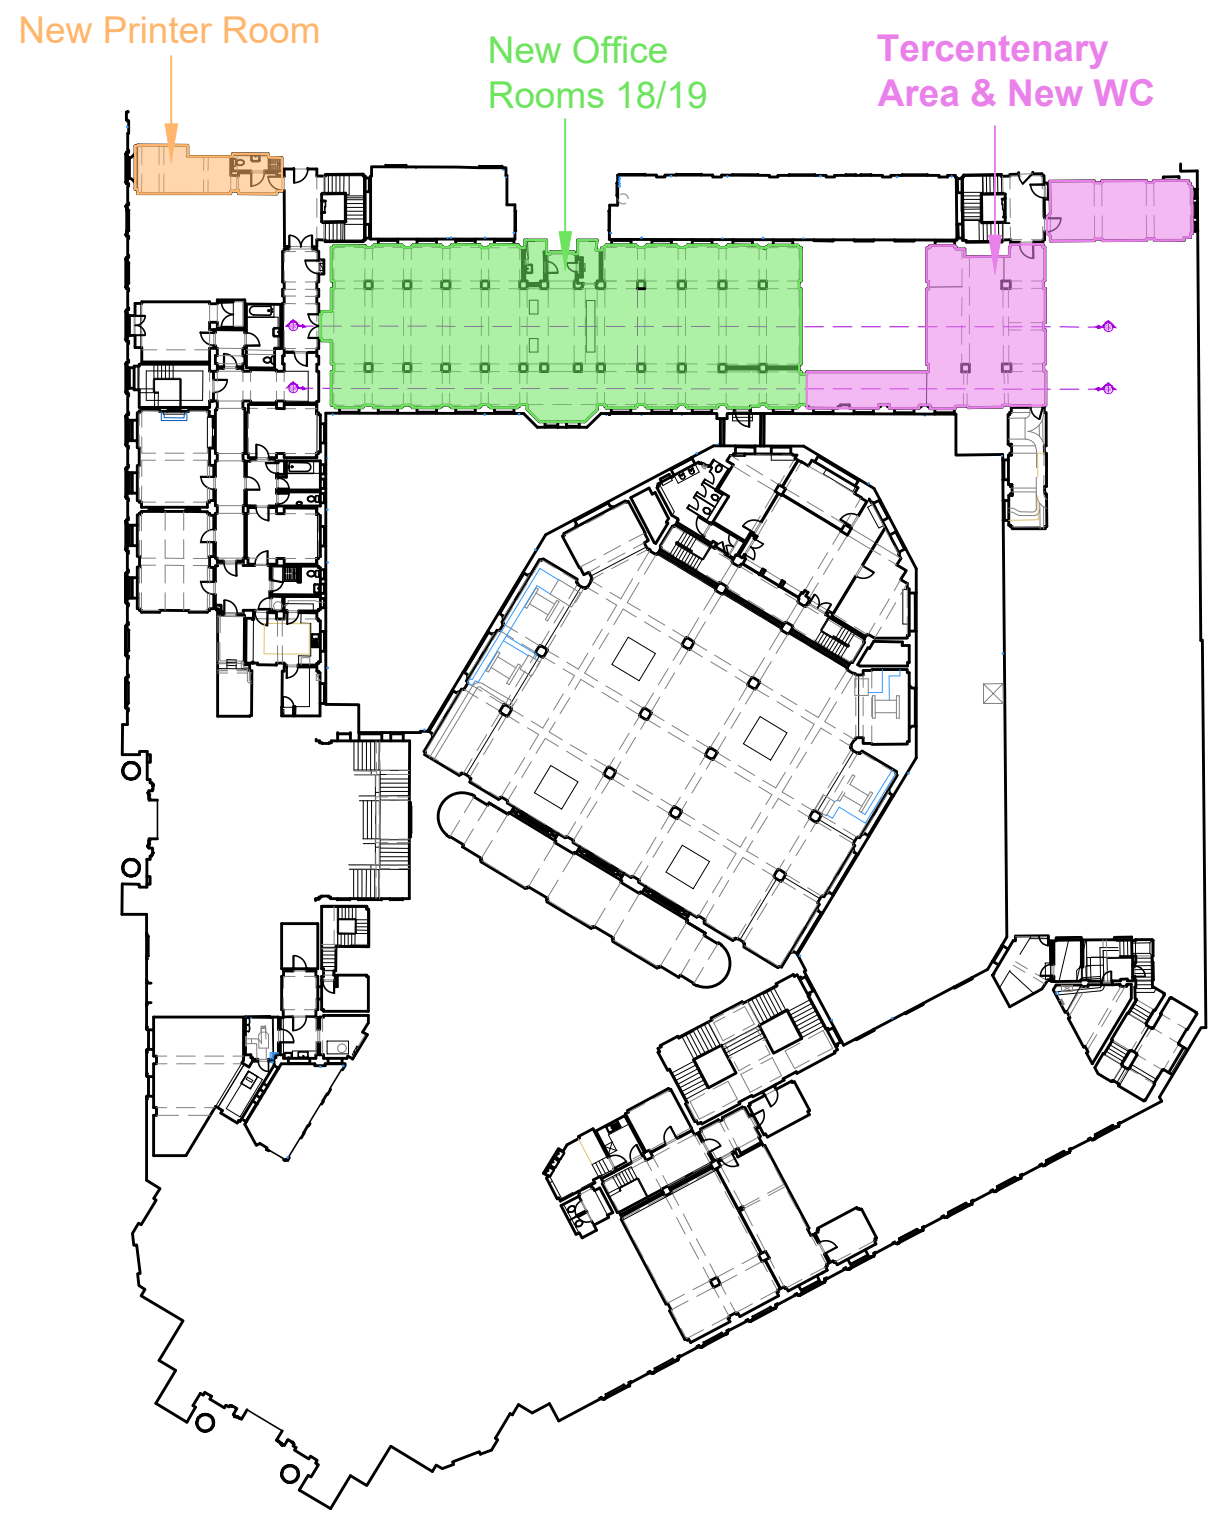 New Printer Room
New Office
Rooms 18/19
Tercentenary
Area & New WC